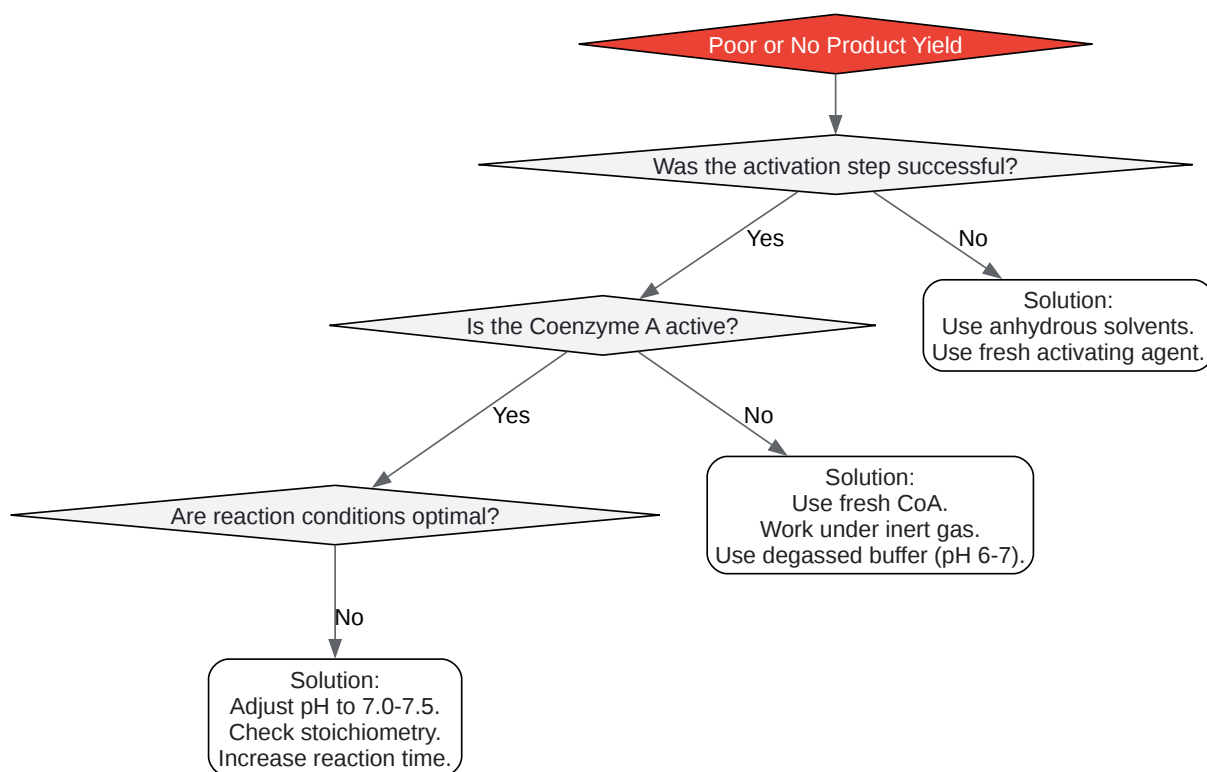 Poor or No Product Yield
Was the activation step successful?
Yes
No
Solution:
Use anhydrous solvents.
Use fresh activating agent.
Is the Coenzyme A active?
Yes
No
Solution:
Use fresh CoA.
Work under inert gas.
Use degassed buffer (pH 6-7).
Are reaction conditions optimal?
No
Solution:
Adjust pH to 7.0-7.5.
Check stoichiometry.
Increase reaction time.